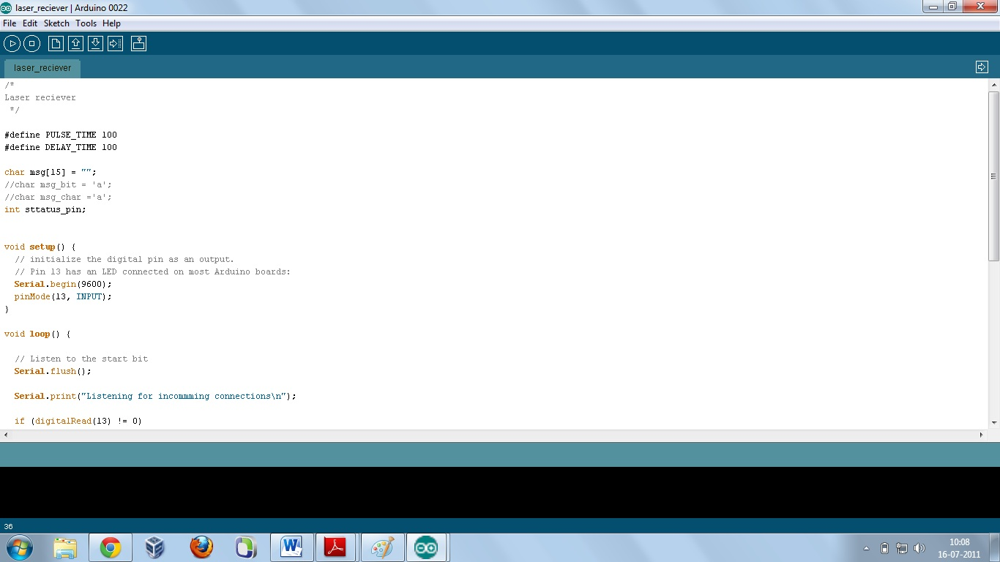 laser_reciever | Arduino 0022
File Edit Sketch Tools Help
laser_reciever
/*
Laser reciever
*/
#define PULSE_TIME 100
#define DELAY_TIME 100
char msg[15] = "";
//char msg_bit = 'a';
//char msg_char ='a';
int sttatus_pin;
void setup() {
// initialize the digital pin as an output.
// Pin 13 has an LED connected on most Arduino boards:
Serial.begin(9600);
pinMode(13, INPUT);
}
void loop() {
// Listen to the start bit
Serial.flush();
Serial.print("Listening for incommming connections\n");
if (digitalRead(13) != 0)
36
10:08
16-07-2011